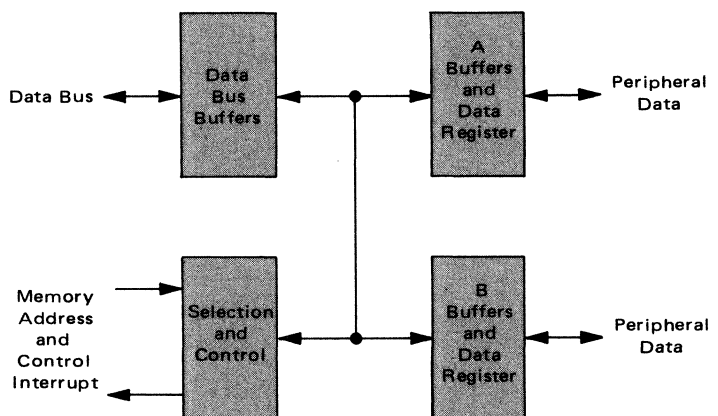 Data Bus
Data
Bus
Buffers
A
Buffers
and
Data
Register
Peripheral
Data
Memory
Address
and
Control
Interrupt
Selection
and
Control
B
Buffers
and
Data
Register
Peripheral
Data